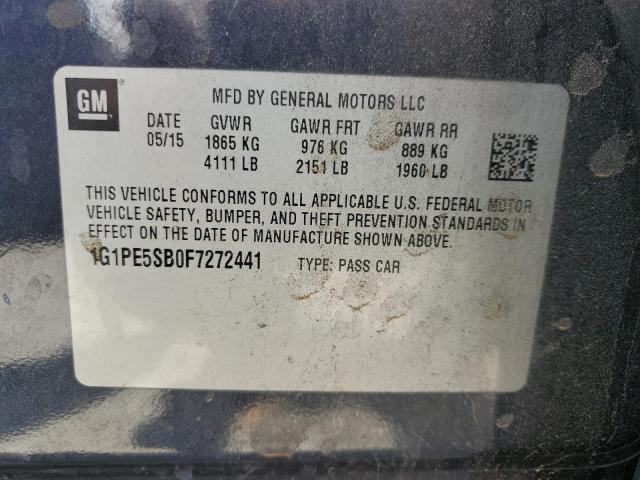 GM ®
MFD BY GENERAL MOTORS LLC
DATE GVWR GAWR FRT GAWR RR
05/15 1865 KG 976 KG 889 KG
4111 LB 2151 LB 1960 LB
THIS VEHICLE CONFORMS TO ALL APPLICABLE U.S. FEDERAL MOTOR
VEHICLE SAFETY, BUMPER, AND THEFT PREVENTION STANDARDS IN
EFFECT ON THE DATE OF MANUFACTURE SHOWN ABOVE.
1G1PE5SB0F7272441 TYPE: PASS CAR